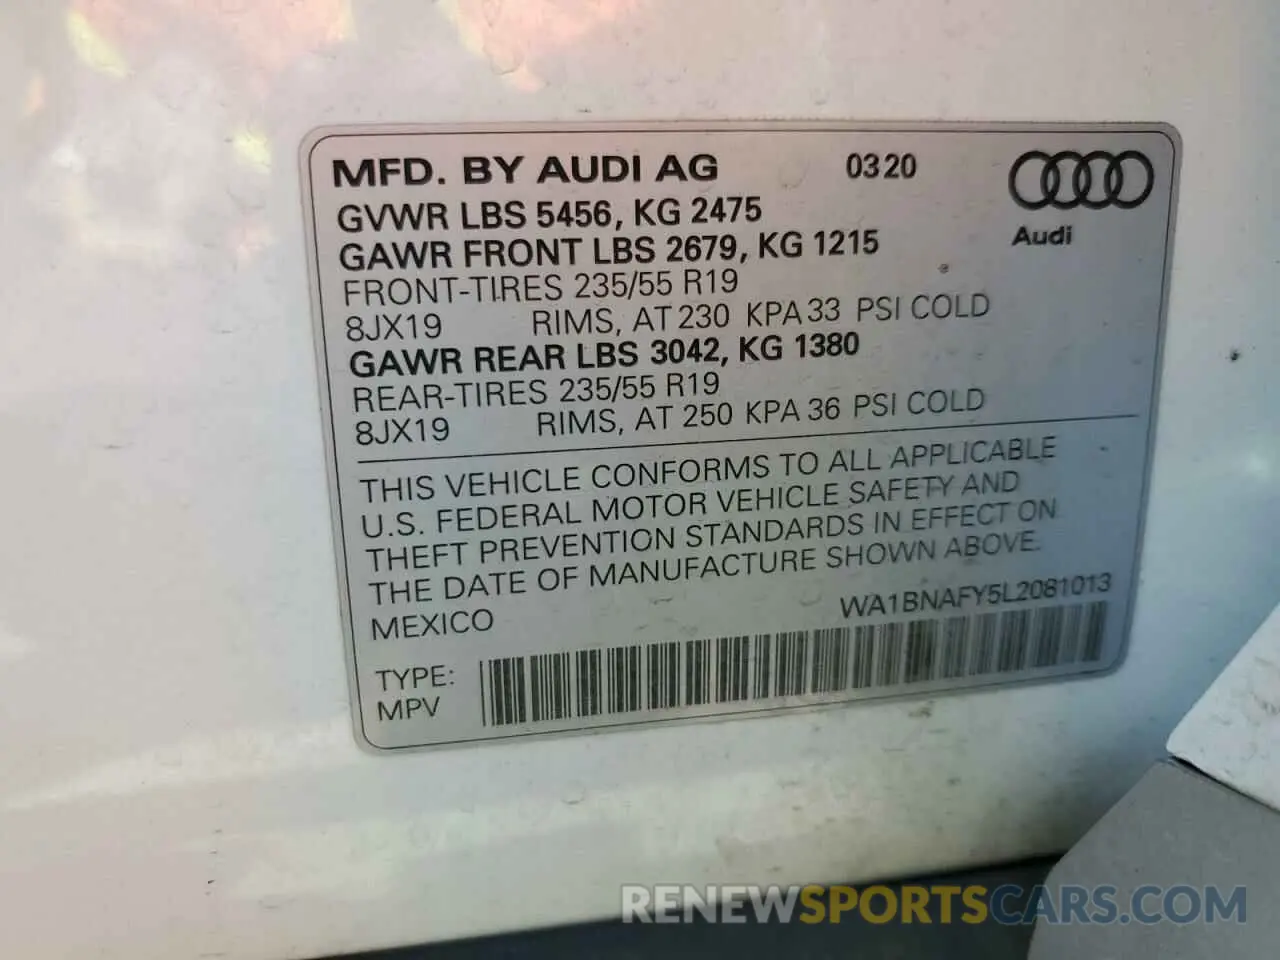 MFD. BY AUDI AG 0320
Audi
GVWR LBS 5456, KG 2475
GAWR FRONT LBS 2679, KG 1215
FRONT-TIRES 235/55 R19
8JX19 RIMS, AT 230 KPA 33 PSI COLD
GAWR REAR LBS 3042, KG 1380
REAR-TIRES 235/55 R19
8JX19 RIMS, AT 250 KPA 36 PSI COLD
THIS VEHICLE CONFORMS TO ALL APPLICABLE
U.S. FEDERAL MOTOR VEHICLE SAFETY AND
THEFT PREVENTION STANDARDS IN EFFECT ON
THE DATE OF MANUFACTURE SHOWN ABOVE.
MEXICO WA1BNAFY5L2081013
TYPE:
MPV
RENEWSPORTSCARS.COM